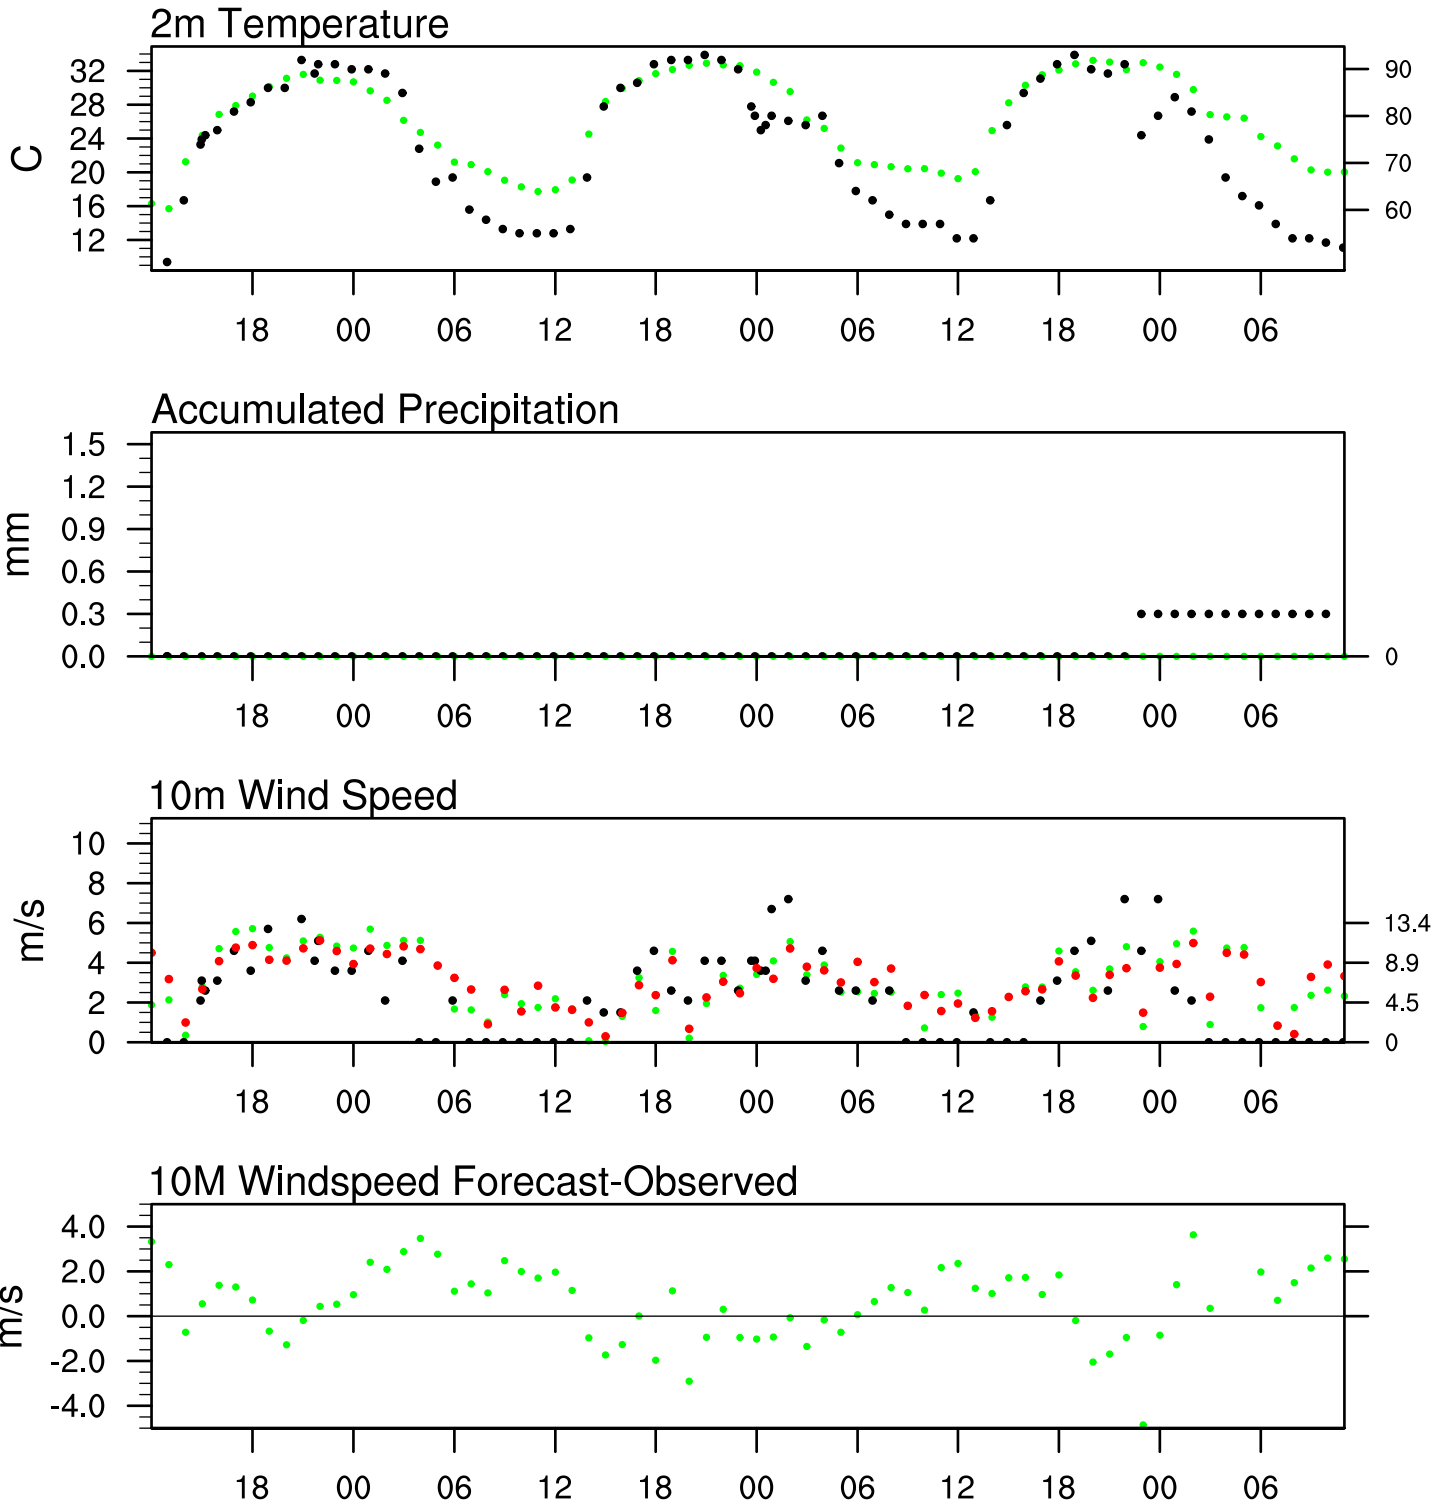 2m Temperature
C
32
28
24
20
16
12
90
80
70
60
18 00 06 12 18 00 06 12 18 00 06
Accumulated Precipitation
mm
1.5
1.2
0.9
0.6
0.3
0.0
0
18 00 06 12 18 00 06 12 18 00 06
10m Wind Speed
m/s
10
8
6
4
2
0
13.4
8.9
4.5
0
18 00 06 12 18 00 06 12 18 00 06
10M Windspeed Forecast-Observed
m/s
4.0
2.0
0.0
-2.0
-4.0
18 00 06 12 18 00 06 12 18 00 06